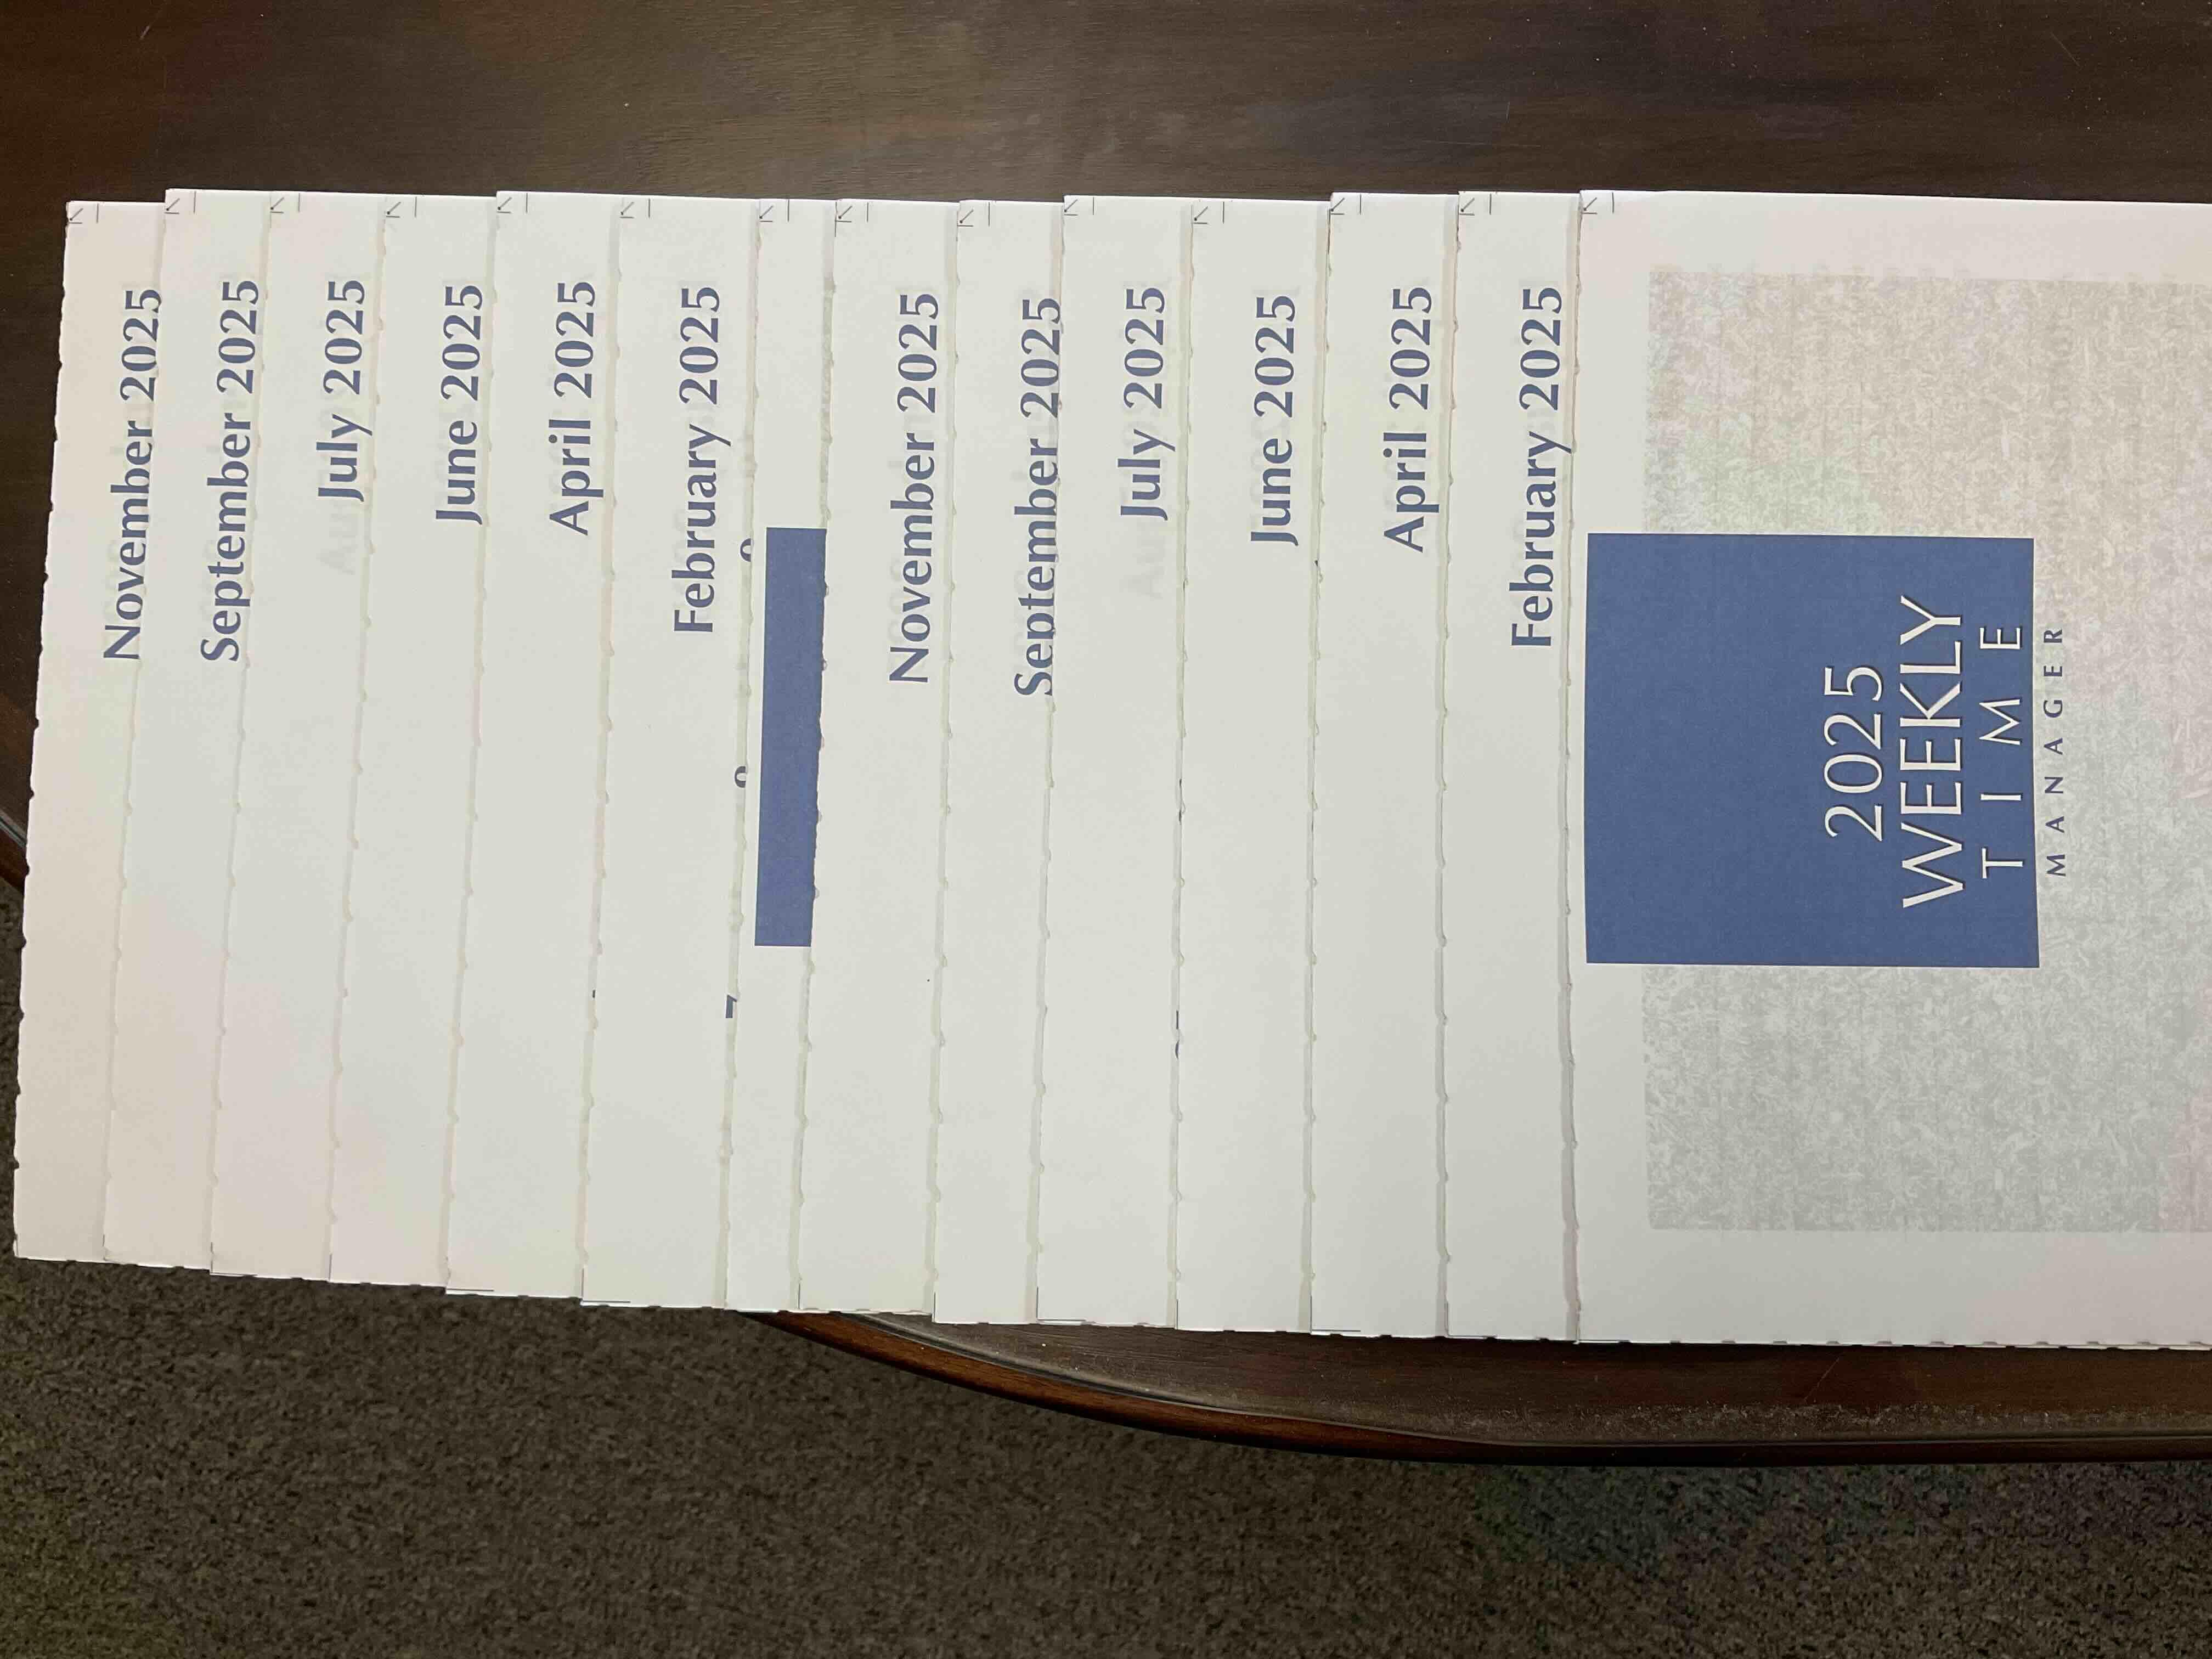 November 2025
September 2025
July 2025
June 2025
April 2025
February 2025
November 2025
September 2025
July 2025
June 2025
April 2025
February 2025
2025
WEEKLY
TIME
MANAGER